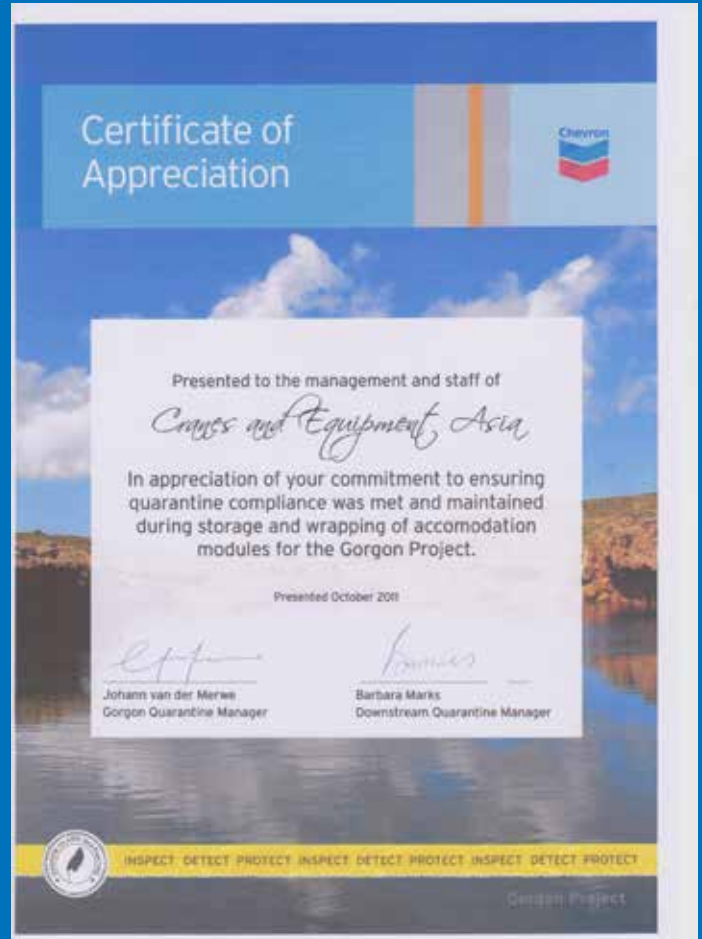 Certificate of
Appreciation
Chevron
Presented to the management and staff of
Cranes and Equipment Asia
In appreciation of your commitment to ensuring
quarantine compliance was met and maintained
during storage and wrapping of accomodation
modules for the Gorgon Project.
Presented October 2011
Johann van der Merwe
Gorgon Quarantine Manager
Barbara Marks
Downstream Quarantine Manager
INSPECT DETECT PROTECT INSPECT DETECT PROTECT INSPECT DETECT PROTECT
Gorgon Project